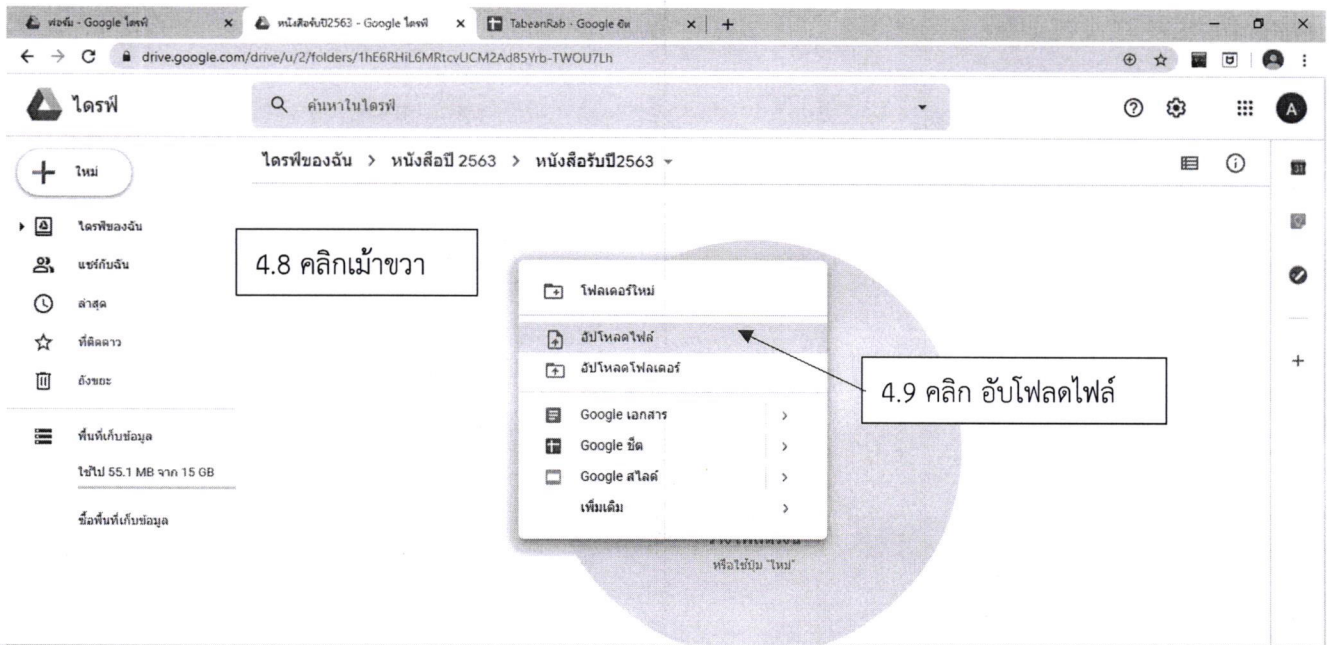 ฟอร์ม - Google ไดรฟ์
หนังสือรับปี2563 - Google ไดรฟ์
TabeanRab - Google ชีต
drive.google.com/drive/u/2/folders/1hE6RHiL6MRtcvUCM2Ad85Yrb-TWOU7Lh
ไดรฟ์
ค้นหาในไดรฟ์
A
ใหม่
ไดรฟ์ของฉัน > หนังสือปี 2563 > หนังสือรับปี2563
31
ไดรฟ์ของฉัน
แชร์กับฉัน
4.8 คลิกเม้าขวา
โฟลเดอร์ใหม่
ล่าสุด
ที่ติดดาว
อัปโหลดไฟล์
อัปโหลดโฟลเดอร์
ถังขยะ
4.9 คลิก อับโฟลดไฟล์
Google เอกสาร
พื้นที่เก็บข้อมูล
Google ชีต
ใช้ไป 55.1 MB จาก 15 GB
Google สไลด์
เพิ่มเติม
ซื้อพื้นที่เก็บข้อมูล
หรือใช้ปุ่ม "ใหม่"